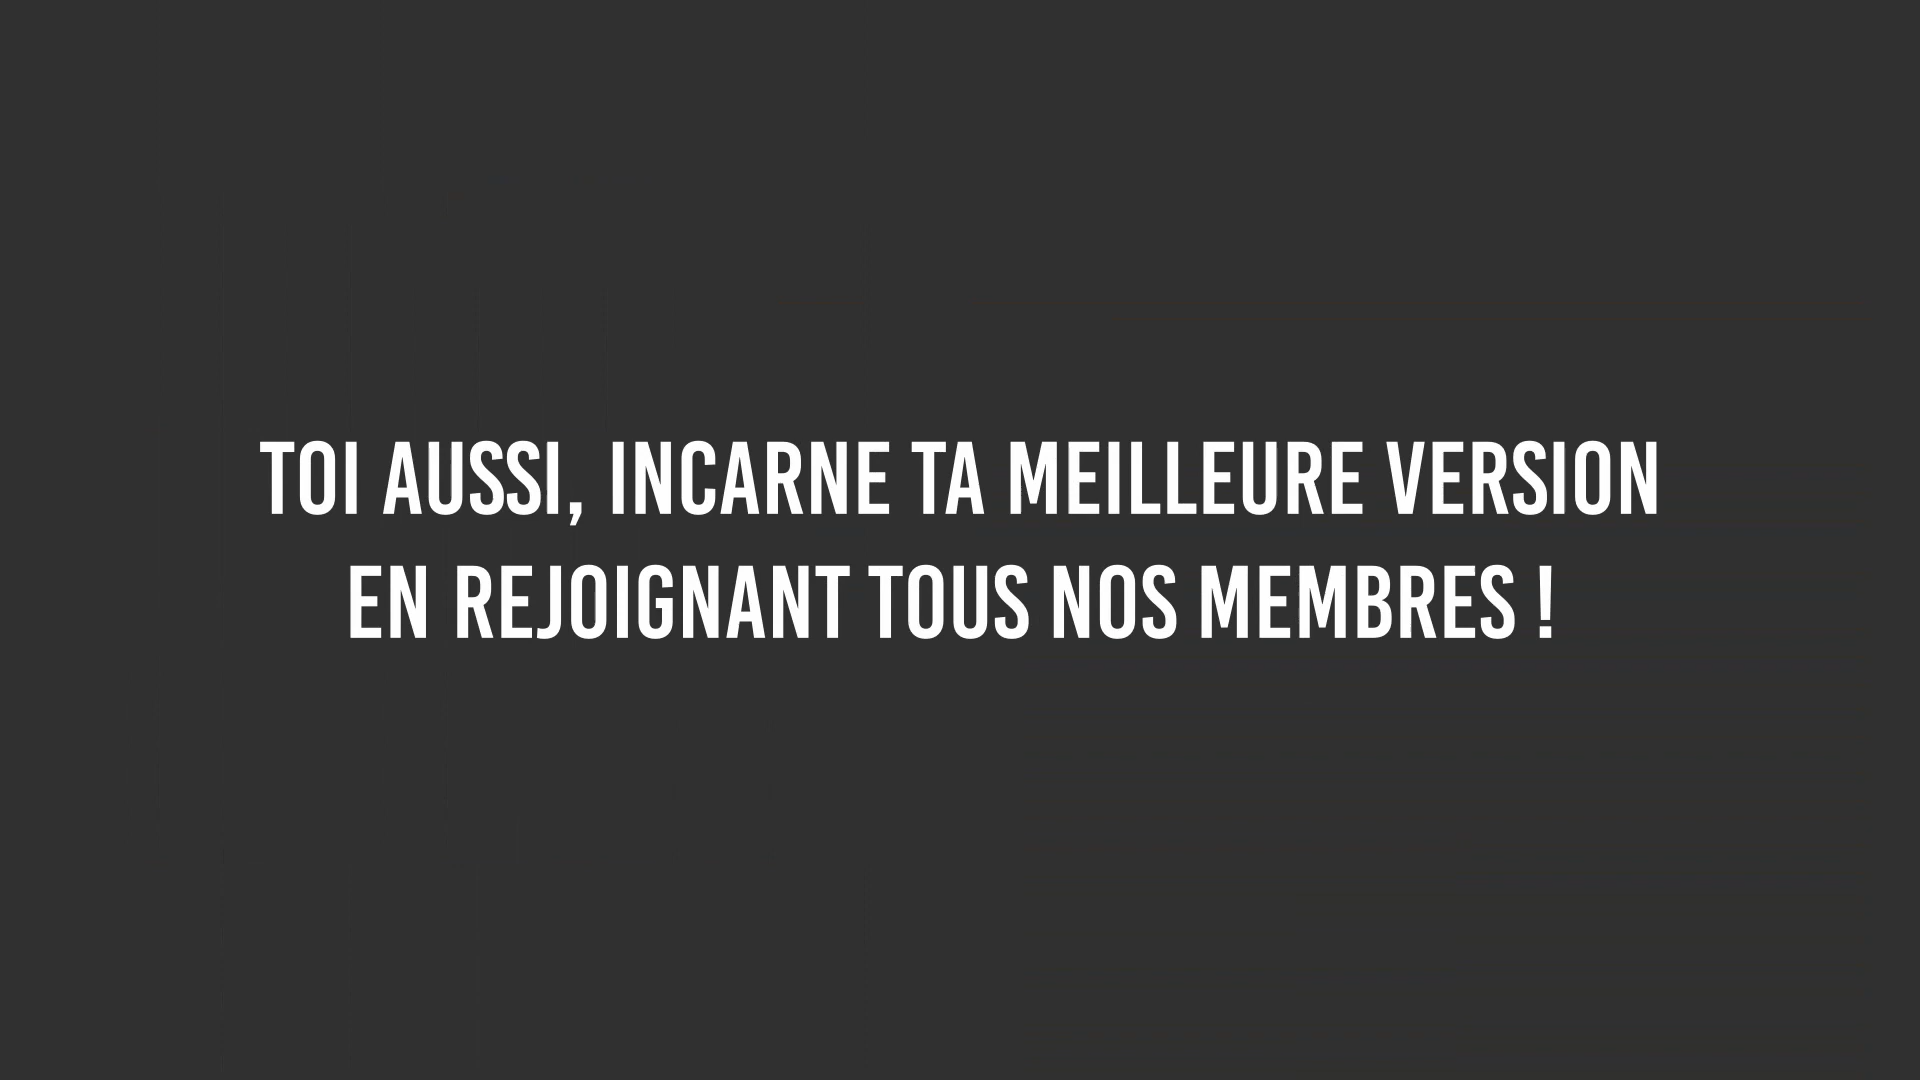 TOI AUSSI, INCARNE TA MEILLEURE VERSION
EN REJOIGNANT TOUS NOS MEMBRES !